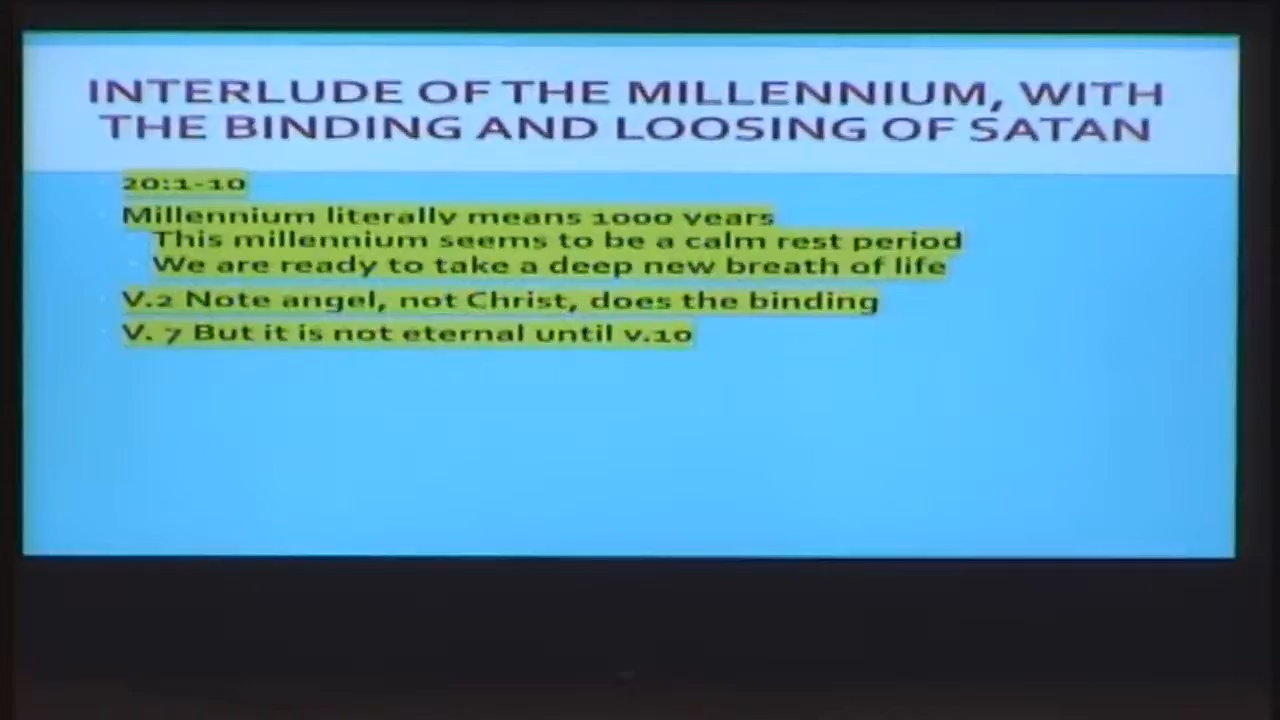 INTERLUDE OF THE MILLENNIUM, WITH
THE BINDING AND LOOSING OF SATAN
20:1-10
Millennium literally means 1000 years
This millennium seems to be a calm rest period
We are ready to take a deep new breath of life
V.2 Note angel, not Christ, does the binding
V. 7 But it is not eternal until v.10